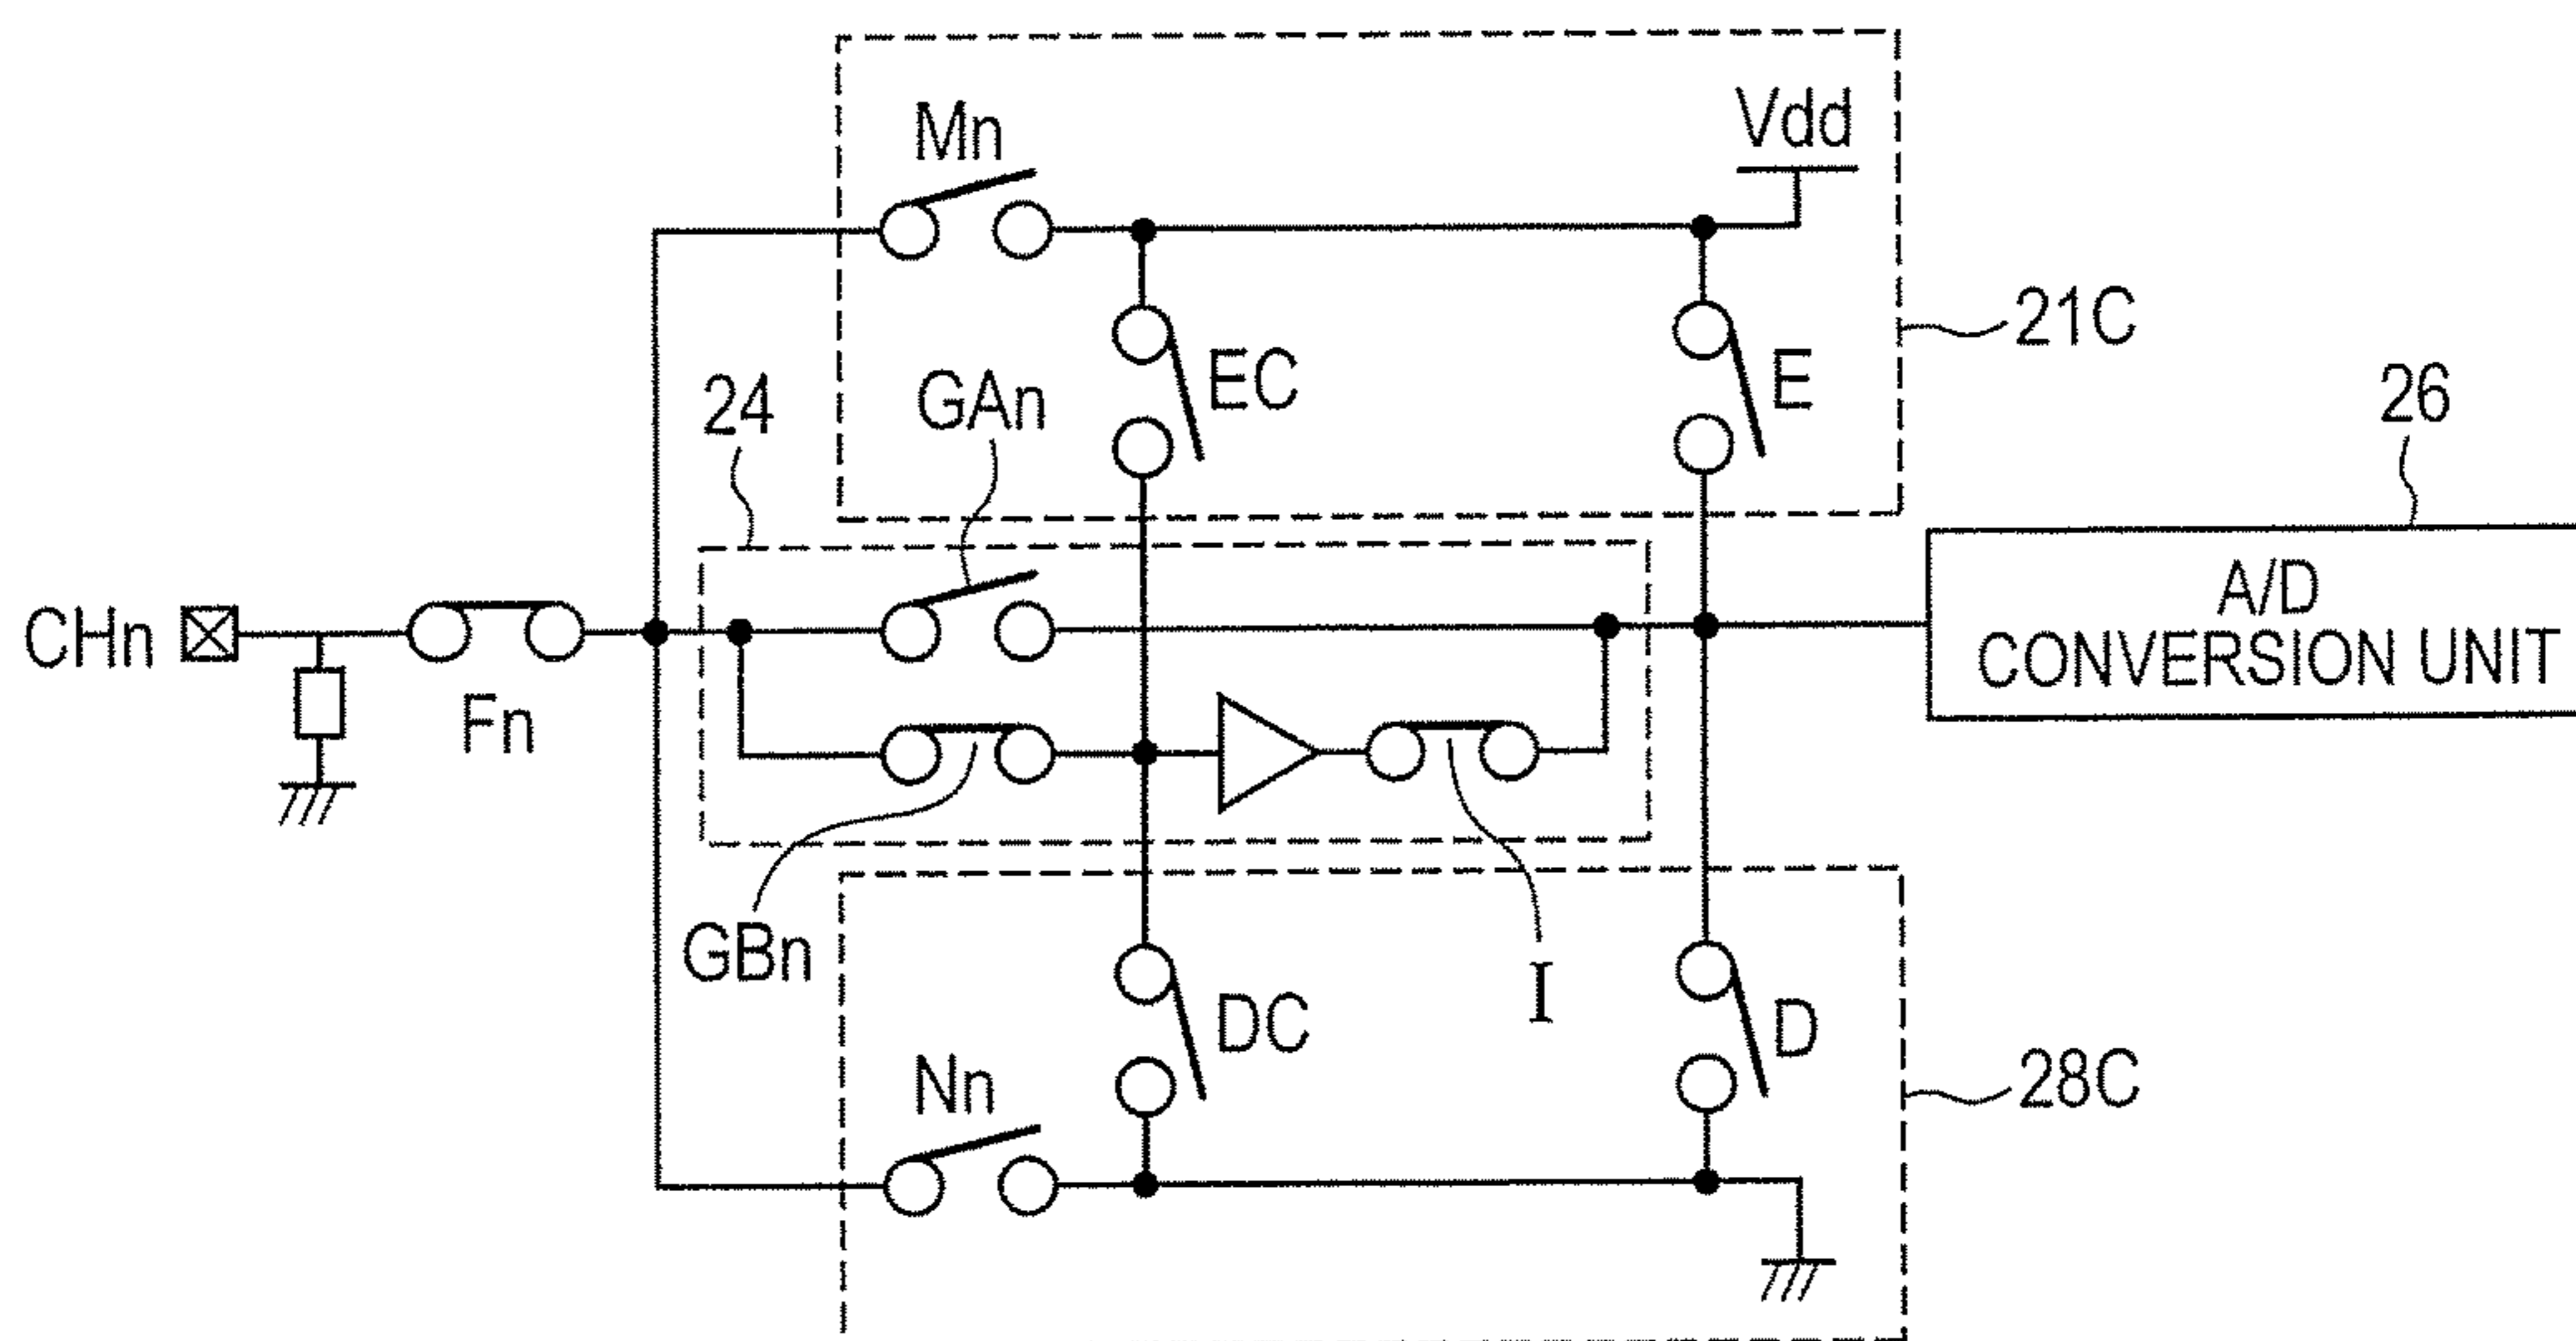 Mn
Vdd
21C
EC
E
24
GAn
26
CHn
Fn
A/D
CONVERSION UNIT
GBn
I
DC
D
Nn
28C